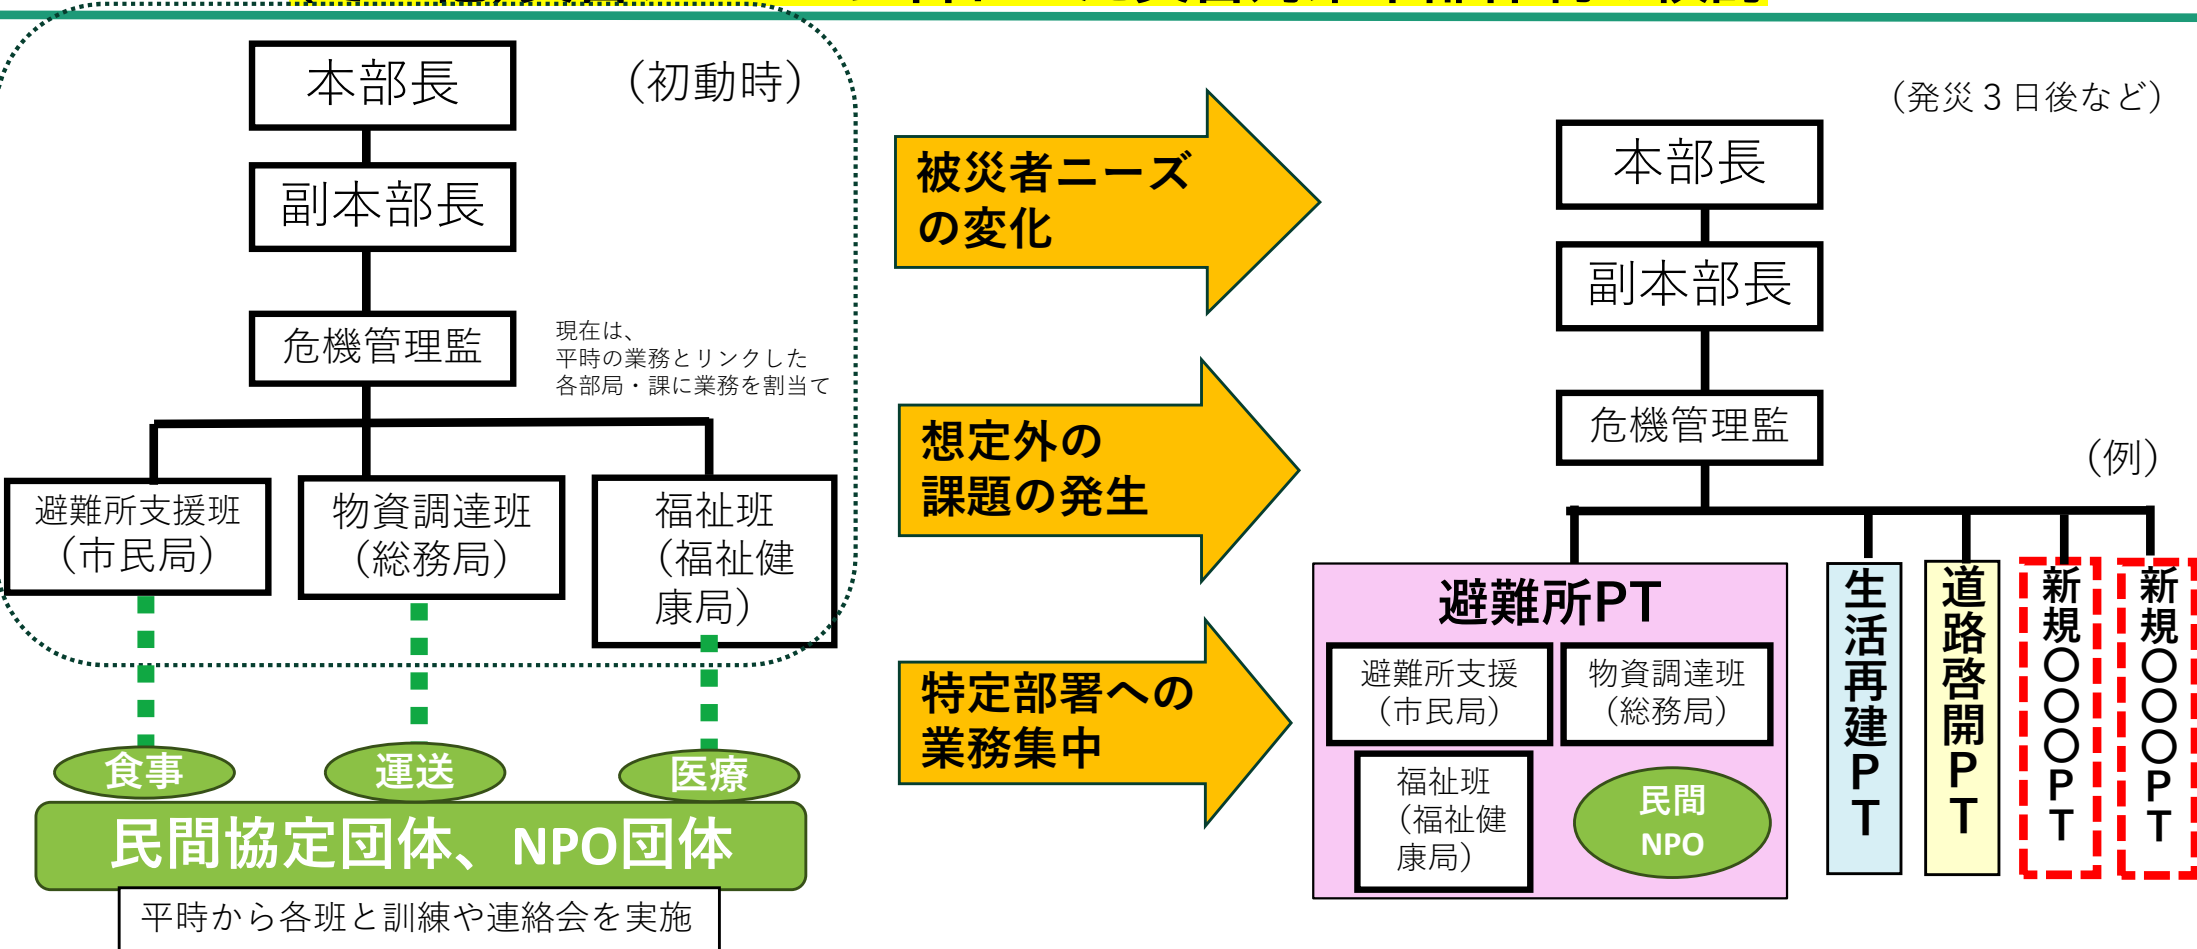 本部長
（初動時）
副本部長
危機管理監
現在は、
平時の業務とリンクした
各部局・課に業務を割当て
避難所支援班
（市民局）
物資調達班
（総務局）
福祉班
（福祉健
康局）
食事
運送
医療
民間協定団体、NPO団体
平時から各班と訓練や連絡会を実施
被災者ニーズ
の変化
想定外の
課題の発生
特定部署への
業務集中
（発災３日後など）
本部長
副本部長
危機管理監
（例）
避難所PT
避難所支援
（市民局）
物資調達班
（総務局）
福祉班
（福祉健
康局）
民間
NPO
生活再建PT
道路啓開PT
新規〇〇〇PT
新規〇〇〇PT